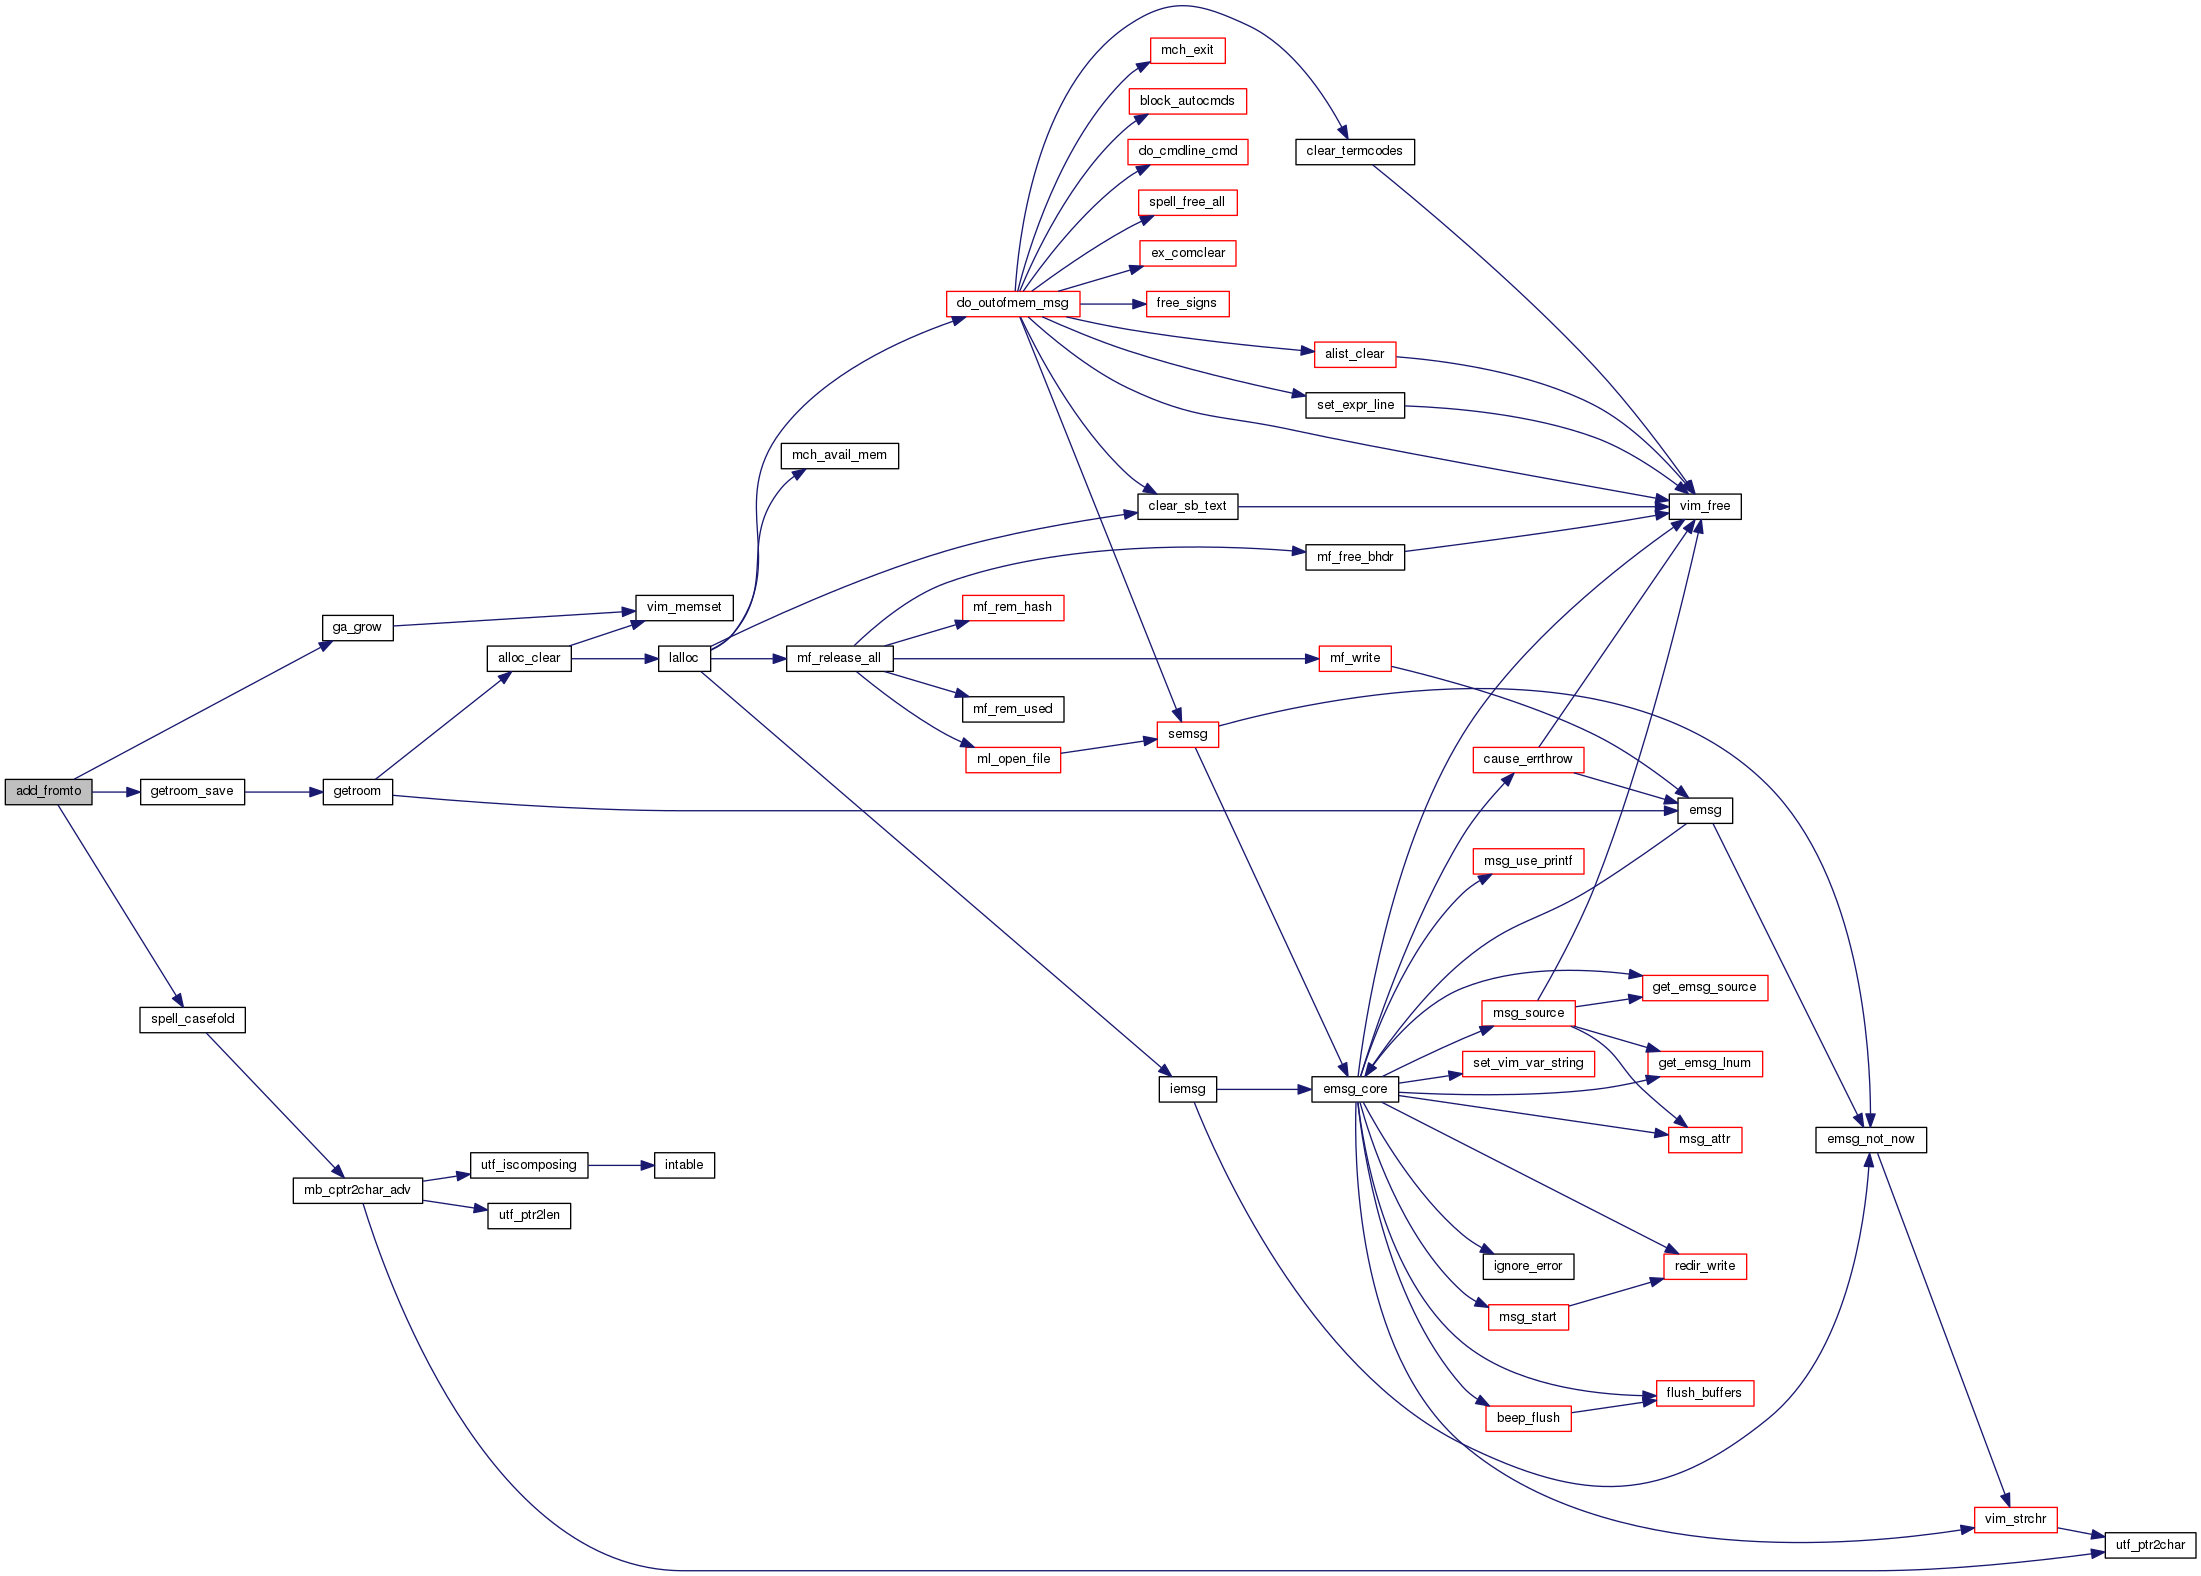 mch_exit
block_autocmds
do_cmdline_cmd
clear_termcodes
spell_free_all
ex_comclear
do_outofmem_msg
free_signs
alist_clear
set_expr_line
mch_avail_mem
clear_sb_text
vim_free
mf_free_bhdr
vim_memset
mf_rem_hash
ga_grow
alloc_clear
lalloc
mf_release_all
mf_write
mf_rem_used
semsg
ml_open_file
cause_errthrow
add_fromto
getroom_save
getroom
emsg
msg_use_printf
get_emsg_source
msg_source
spell_casefold
set_vim_var_string
get_emsg_lnum
iemsg
emsg_core
msg_attr
emsg_not_now
utf_iscomposing
intable
mb_cptr2char_adv
utf_ptr2len
ignore_error
redir_write
msg_start
flush_buffers
beep_flush
vim_strchr
utf_ptr2char